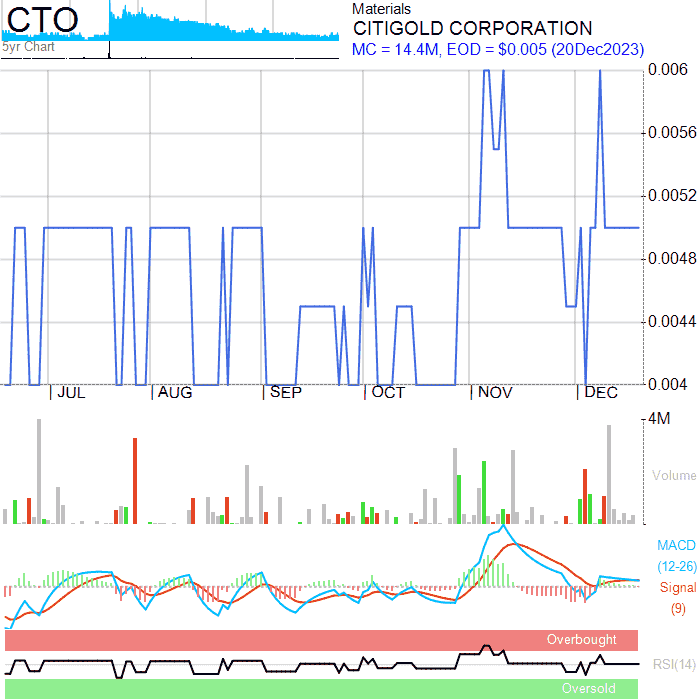 CTO
5yr Chart
Materials
CITIGOLD CORPORATION
MC = 14.4M, EOD = $0.005 (20Dec2023)
0.006
0.0056
0.0052
0.0048
0.0044
0.004
JUL AUG SEP OCT NOV DEC
4M
Volume
MACD
(12-26)
Signal
(9)
Overbought
RSI(14)
Oversold